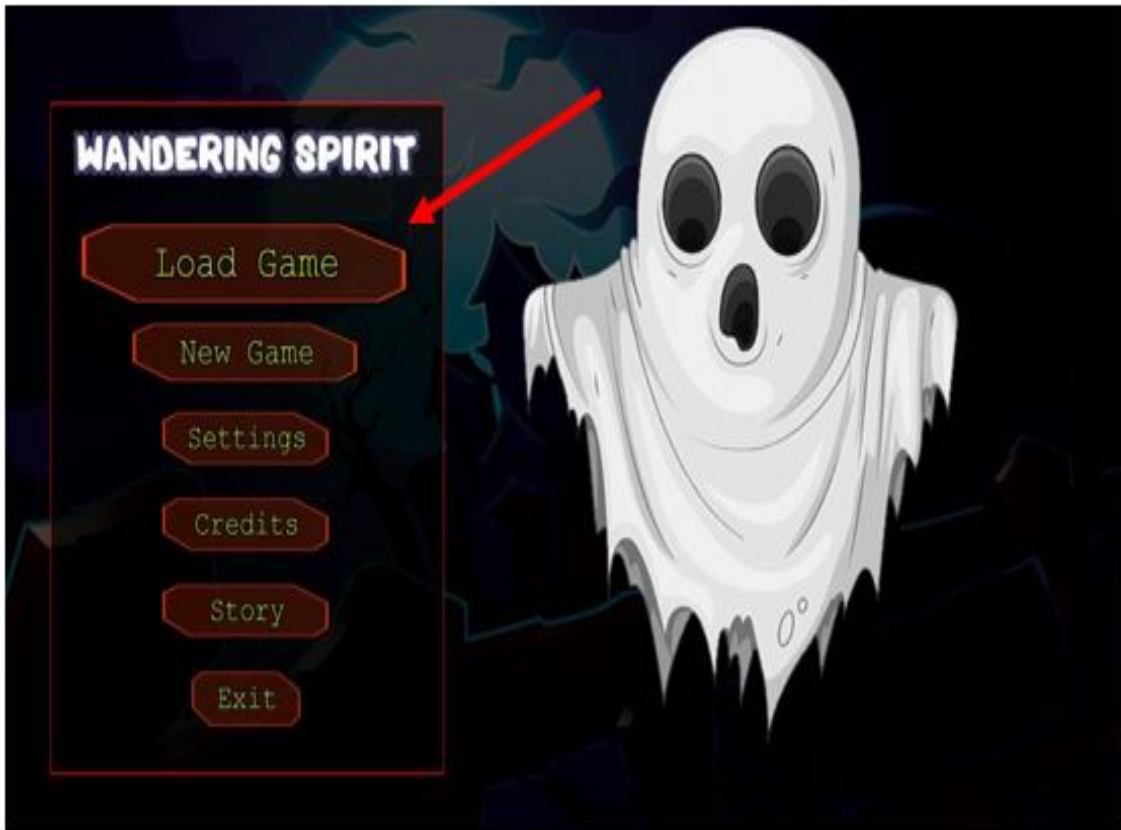 WANDERING SPIRIT
Load Game
New Game
Settings
Credits
Story
Exit